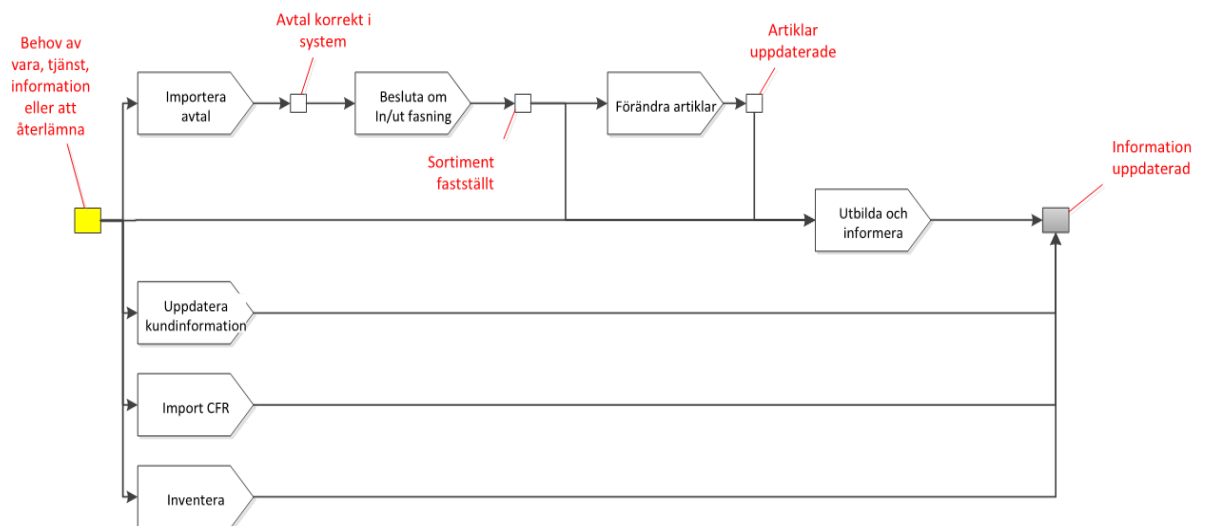 Behov av
vara, tjänst,
information
eller att
återlämna
Avtal korrekt i
system
Artiklar
uppdaterade
Importera
avtal
Besluta om
In/ut fasning
Förändra artiklar
Sortiment
fastställt
Information
uppdaterad
Utbilda och
informera
Uppdatera
kundinformation
Import CFR
Inventera